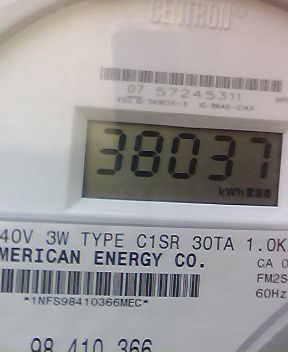 CENTRON®
07 57245311
38037
kWh
40V 3W TYPE C1SR 30TA 1.0K
MERICAN ENERGY CO.
CA 0
FM2S
60Hz
*1NFS98410366MEC*
98 410 366